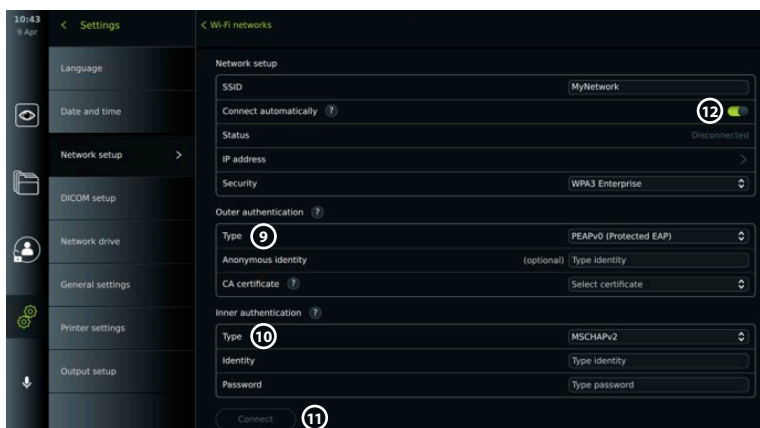 10:43
9 Apr
< Settings
< Wi-Fi networks
Language
Date and time
Network setup >
DICOM setup
Network drive
General settings
Printer settings
Output setup
Network setup
SSID MyNetwork
Connect automatically ? 12
Status Disconnected
IP address >
Security WPA3 Enterprise
Outer authentication ?
Type 9 PEAPv0 (Protected EAP)
Anonymous identity (optional) Type identity
CA certificate ? Select certificate
Inner authentication ?
Type 10 MSCHAPv2
Identity Type identity
Password Type password
Connect 11